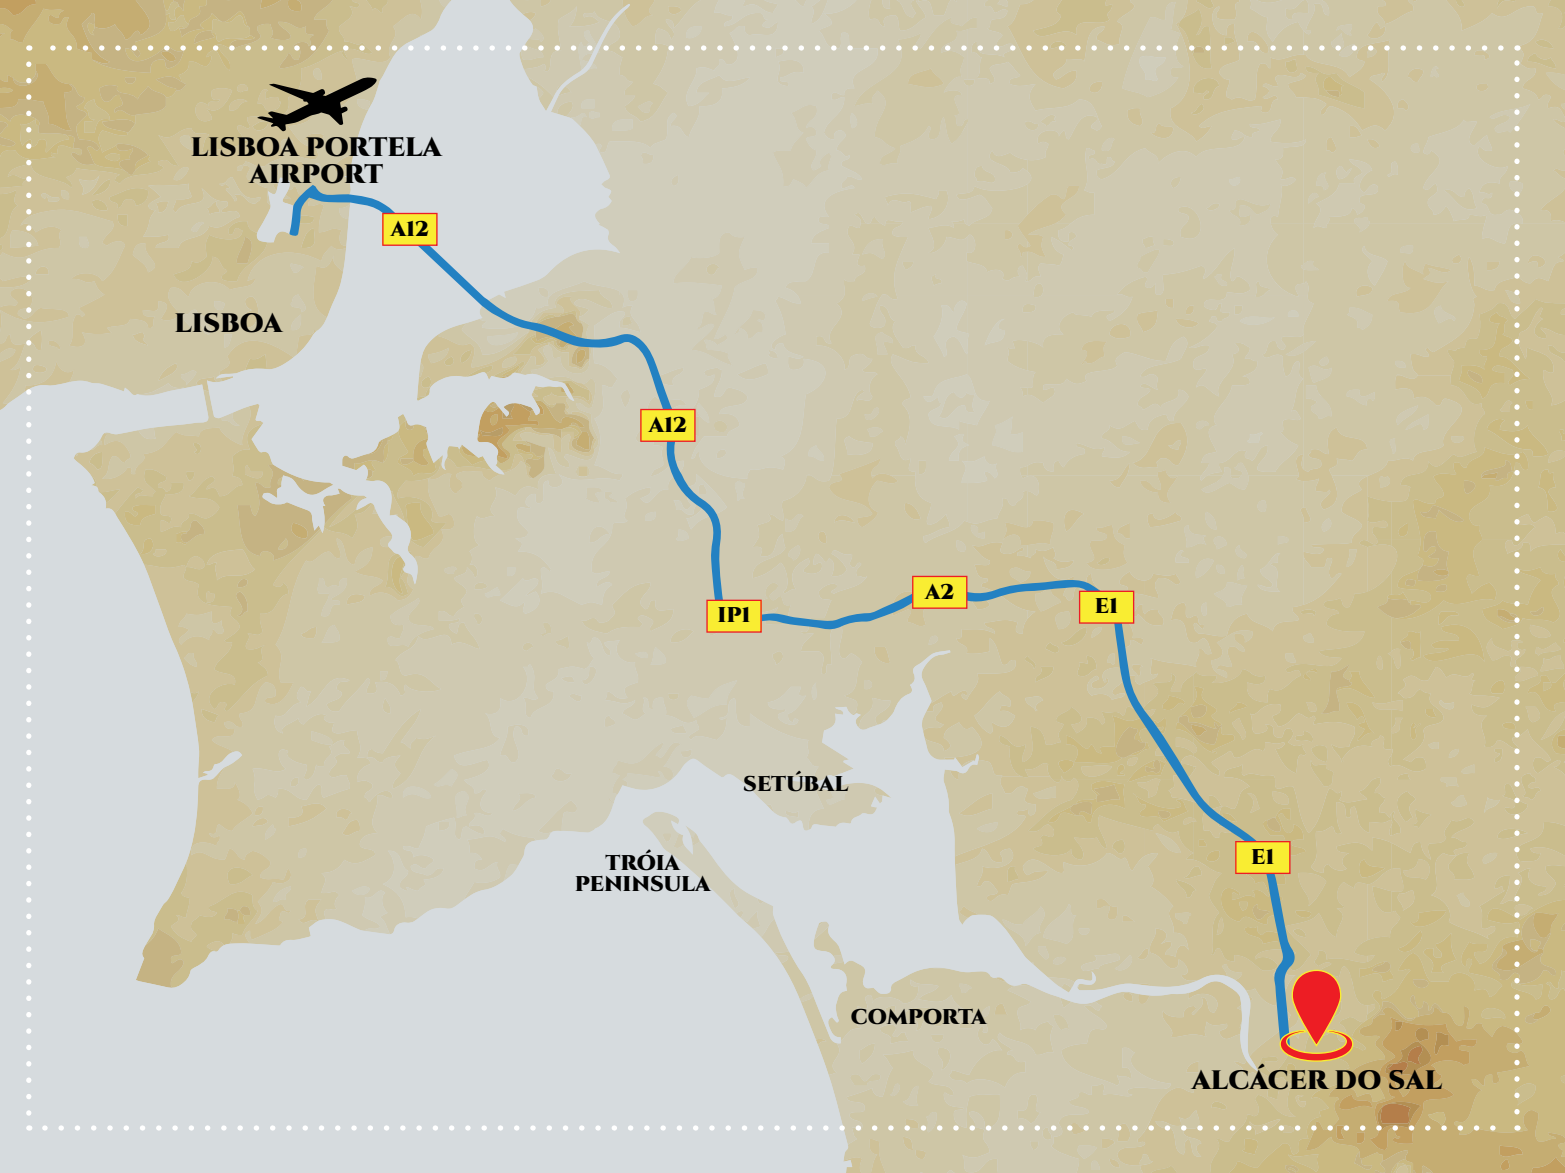 LISBOA PORTELA
AIRPORT
A12
LISBOA
A12
A2
E1
IP1
SETÚBAL
E1
TRÓIA
PENINSULA
COMPORTA
ALCÁCER DO SAL